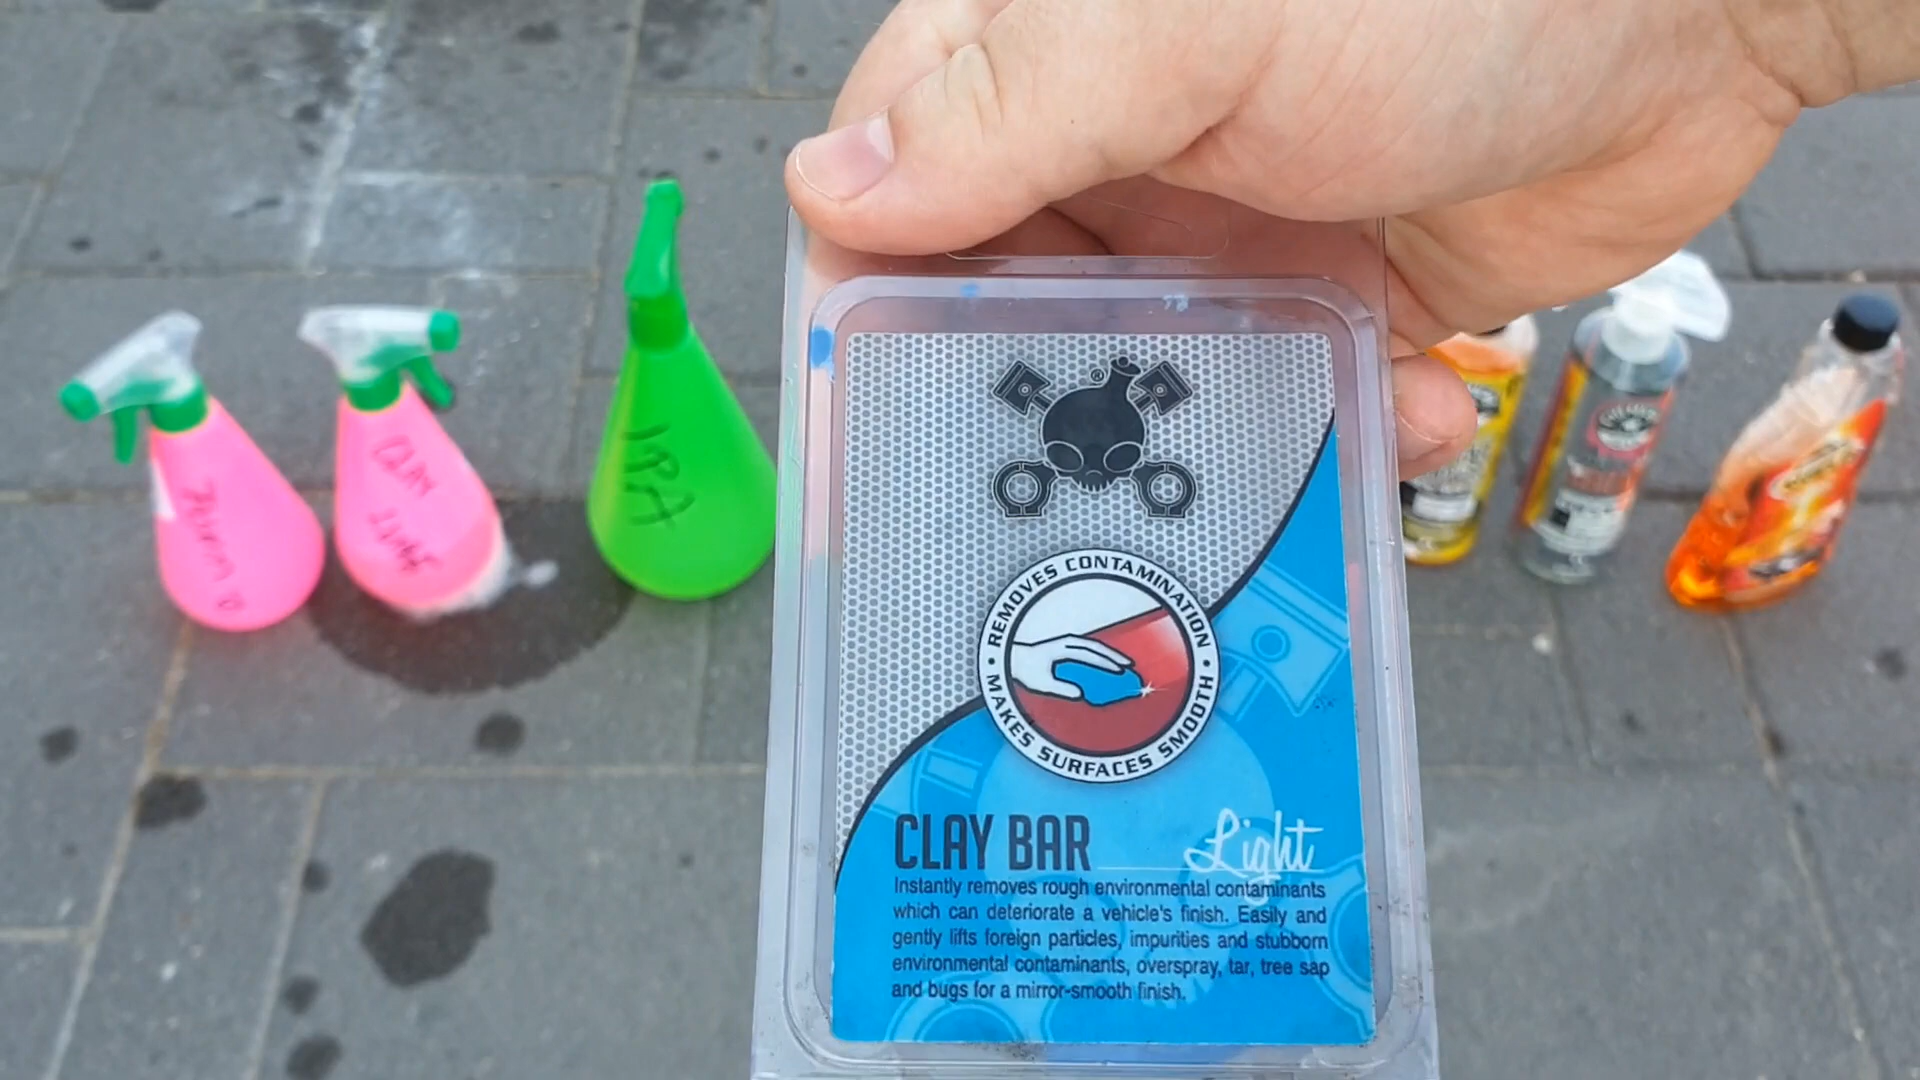 CLAY
LUBE
IPA
®
REMOVES CONTAMINATION
MAKES SURFACES SMOOTH
CLAY BAR Light
Instantly removes rough environmental contaminants
which can deteriorate a vehicle's finish. Easily and
gently lifts foreign particles, impurities and stubborn
environmental contaminants, overspray, tar, tree sap
and bugs for a mirror-smooth finish.